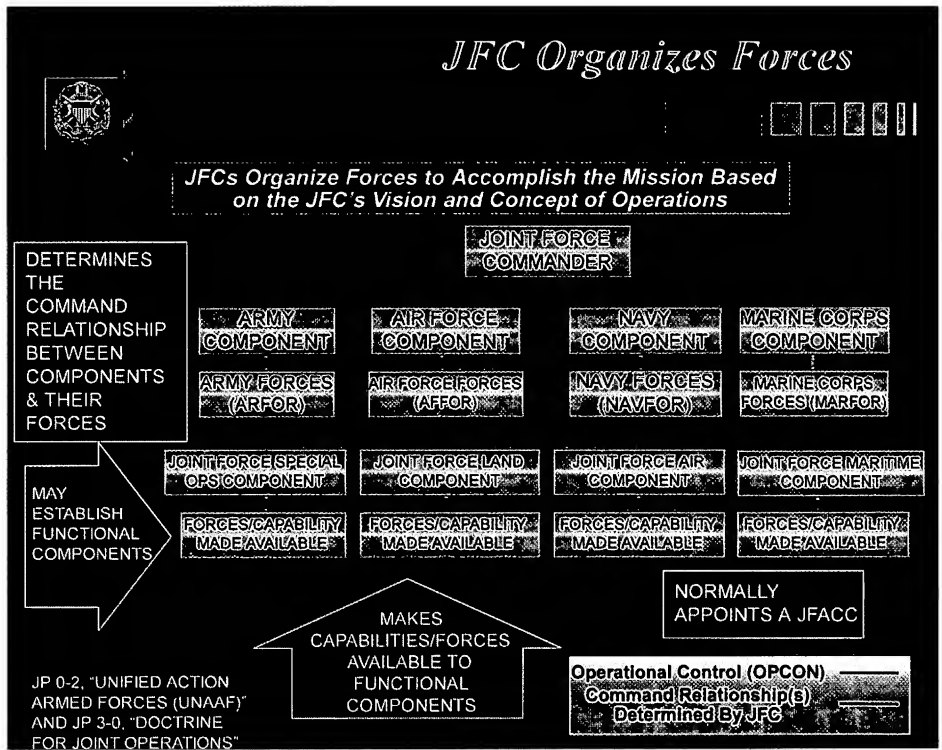 JFC Organizes Forces
JFCs Organize Forces to Accomplish the Mission Based
on the JFC's Vision and Concept of Operations
JOINT FORCE
COMMANDER
DETERMINES
THE
COMMAND
RELATIONSHIP
BETWEEN
COMPONENTS
& THEIR
FORCES
ARMY
COMPONENT
AIR FORCE
COMPONENT
NAVY
COMPONENT
MARINE CORPS
COMPONENT
ARMY FORCES
(ARFOR)
AIR FORCE FORCES
(AFFOR)
NAVY FORCES
(NAVFOR)
MARINE CORPS
FORCES (MARFOR)
MAY
ESTABLISH
FUNCTIONAL
COMPONENTS
JOINT FORCE SPECIAL
OPS COMPONENT
JOINT FORCE LAND
COMPONENT
JOINT FORCE AIR
COMPONENT
JOINT FORCE MARITIME
COMPONENT
FORCES/CAPABILITY
MADE AVAILABLE
FORCES/CAPABILITY
MADE AVAILABLE
FORCES/CAPABILITY
MADE AVAILABLE
FORCES/CAPABILITY
MADE AVAILABLE
MAKES
CAPABILITIES/FORCES
AVAILABLE TO
FUNCTIONAL
COMPONENTS
NORMALLY
APPOINTS A JFACC
JP 0-2, "UNIFIED ACTION
ARMED FORCES (UNAAF)"
AND JP 3-0, "DOCTRINE
FOR JOINT OPERATIONS"
Operational Control (OPCON)
Command Relationship(s)
Determined By JFC